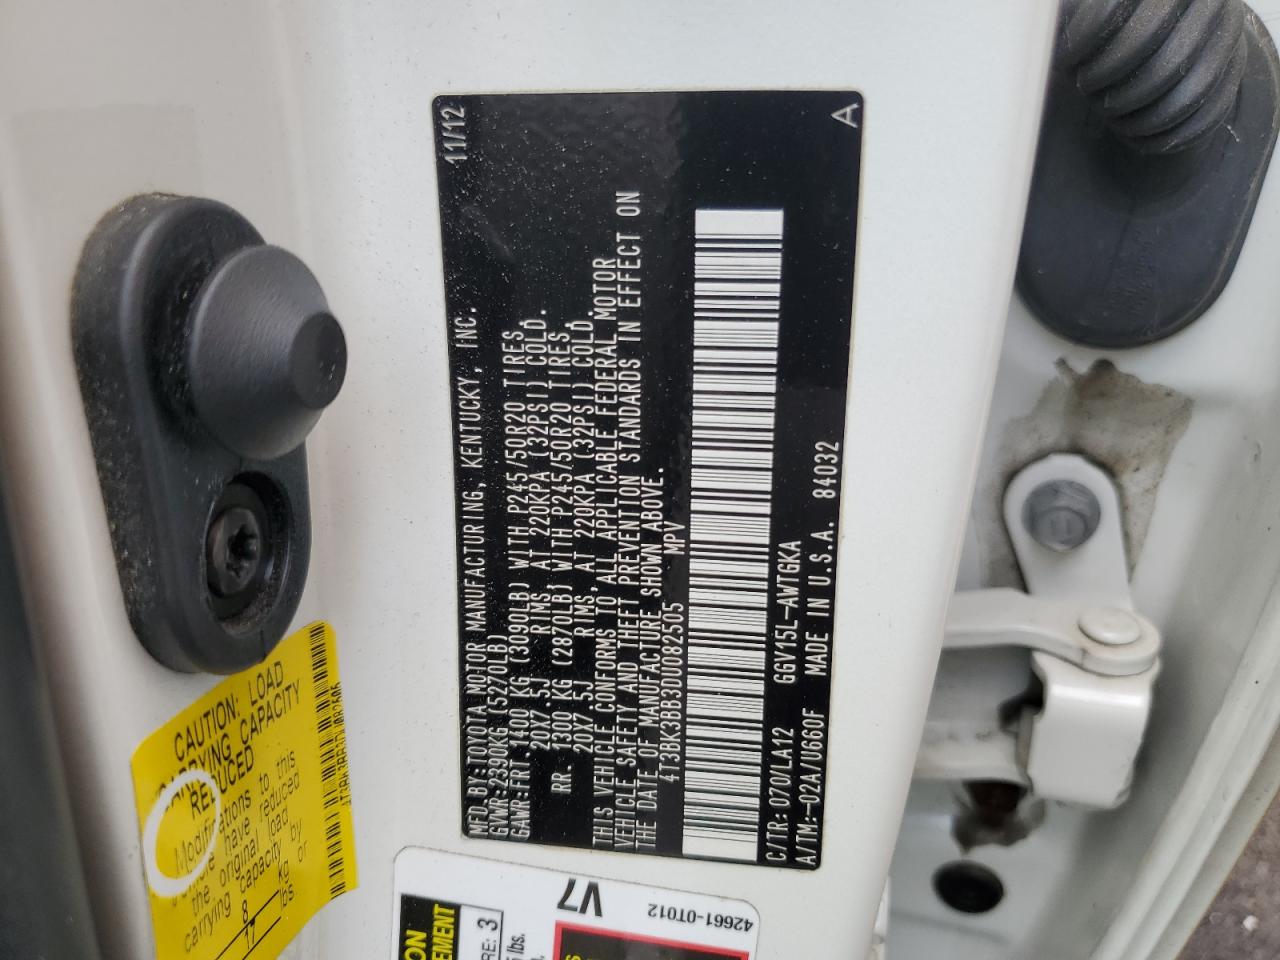 MFD. BY: TOYOTA MOTOR MANUFACTURING, KENTUCKY, INC. 11/12
GVWR: 2390KG (5270LB)
GAWR: FRT. 1400 KG (3090LB) WITH P245/50R20 TIRES,
20X7.5J RIMS, AT 220KPA (32PSI) COLD.
RR. 1300 KG (2870LB) WITH P245/50R20 TIRES,
20X7.5J RIMS, AT 220KPA (32PSI) COLD.
THIS VEHICLE CONFORMS TO ALL APPLICABLE FEDERAL MOTOR
VEHICLE SAFETY AND THEFT PREVENTION STANDARDS IN EFFECT ON
THE DATE OF MANUFACTURE SHOWN ABOVE.
4T3BK3BB3DU082505 MPV
C/TR: 070/LA12 GGV15L-AWTGKA
A/TM:-02A/U660F MADE IN U.S.A. 84032
A
CAUTION: LOAD
CARRYING CAPACITY
REDUCED
Modifications to this
vehicle have reduced
the original load
carrying capacity by
8 kg or
17 lbs.
V7
42661-0T012